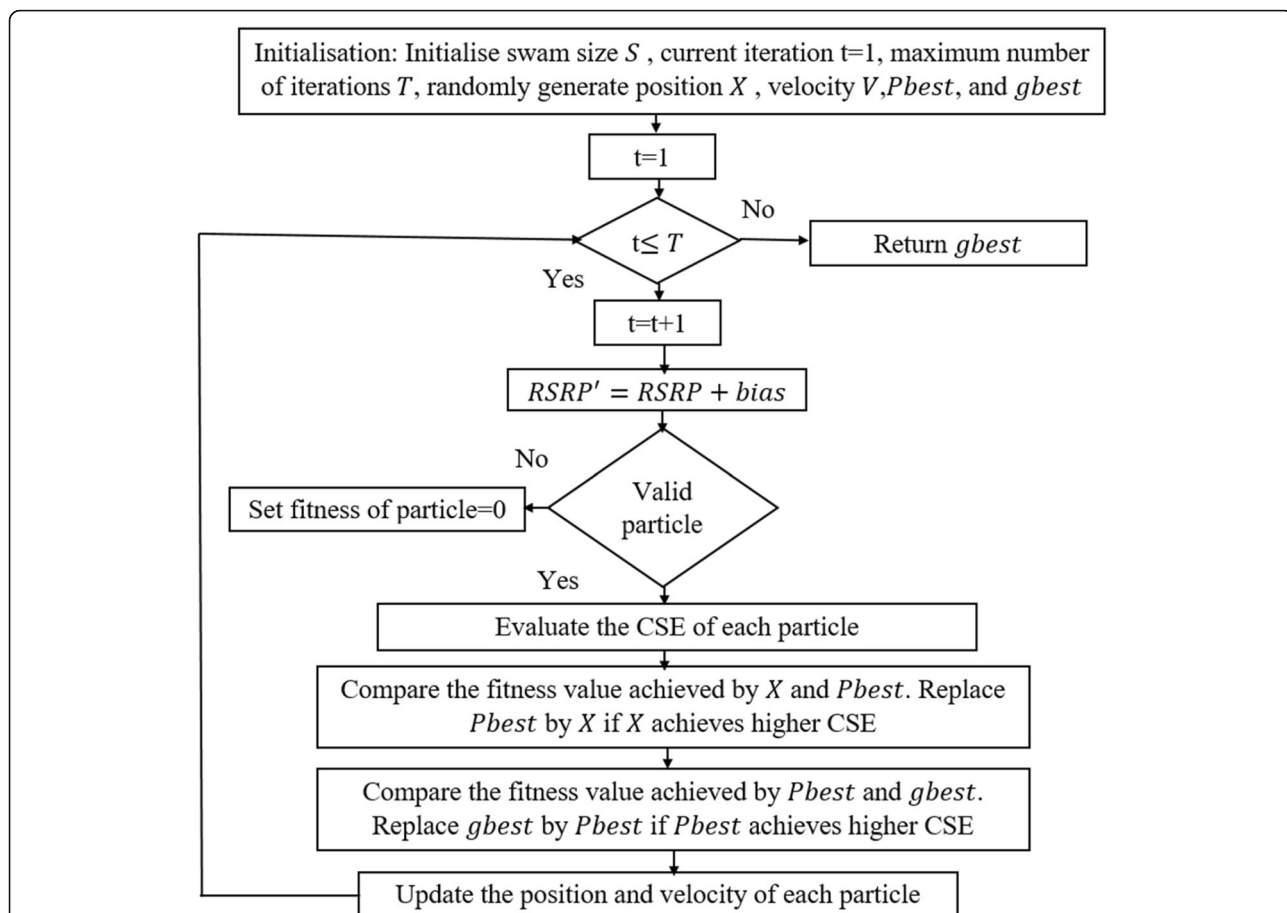 Initialisation: Initialise swam size S , current iteration t=1, maximum number
of iterations T, randomly generate position X , velocity V,Pbest, and gbest
t=1
No
t≤ T
Return gbest
Yes
t=t+1
RSRP′ = RSRP + bias
No
Valid
particle
Set fitness of particle=0
Yes
Evaluate the CSE of each particle
Compare the fitness value achieved by X and Pbest. Replace
Pbest by X if X achieves higher CSE
Compare the fitness value achieved by Pbest and gbest.
Replace gbest by Pbest if Pbest achieves higher CSE
Update the position and velocity of each particle